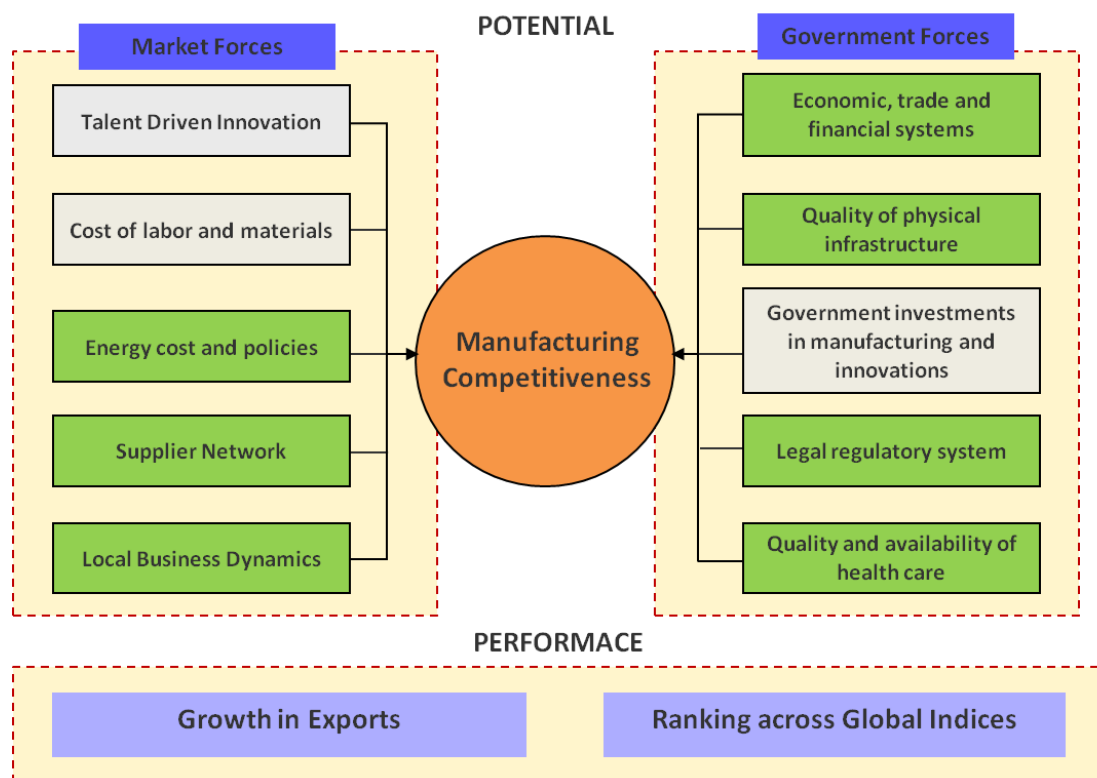 POTENTIAL
Market Forces
Talent Driven Innovation
Cost of labor and materials
Energy cost and policies
Supplier Network
Local Business Dynamics
Manufacturing
Competitiveness
Government Forces
Economic, trade and
financial systems
Quality of physical
infrastructure
Government investments
in manufacturing and
innovations
Legal regulatory system
Quality and availability of
health care
PERFORMACE
Growth in Exports
Ranking across Global Indices